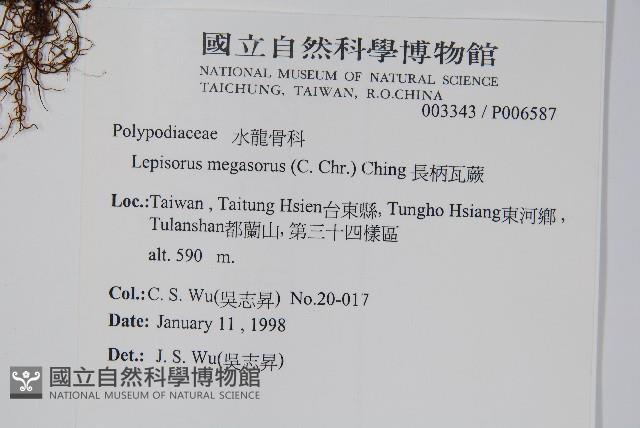 國立自然科學博物館
NATIONAL MUSEUM OF NATURAL SCIENCE
TAICHUNG, TAIWAN, R.O.CHINA
003343 / P006587
Polypodiaceae 水龍骨科
Lepisorus megasorus (C. Chr.) Ching 長柄瓦蕨
Loc.:Taiwan , Taitung Hsien台東縣, Tungho Hsiang東河鄉 ,
Tulanshan都蘭山, 第三十四樣區
alt. 590 m.
Col.: C. S. Wu(吳志昇) No.20-017
Date: January 11 , 1998
Det.: J. S. Wu(吳志昇)
國立自然科學博物館
NATIONAL MUSEUM OF NATURAL SCIENCE